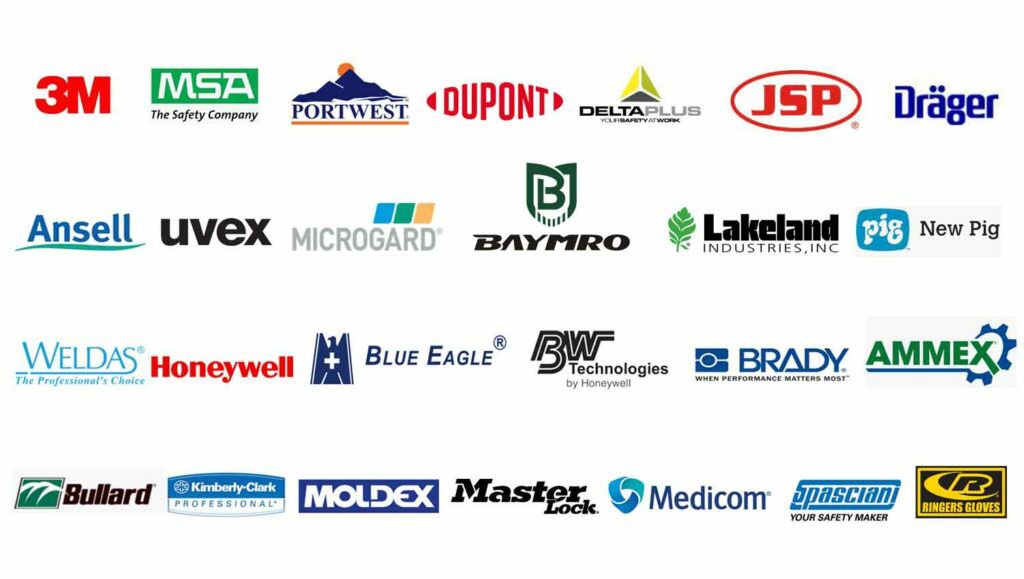 3M
MSA
The Safety Company
PORTWEST
DUPONT
DELTAPLUS
YOUR SAFETY AT WORK
JSP
®
Dräger
Ansell
uvex
MICROGARD®
B
BAYMRO
Lakeland
INDUSTRIES, INC
pig
New Pig
WELDAS®
The Professional's Choice
Honeywell
BLUE EAGLE®
BW
Technologies
by Honeywell
BRADY.
WHEN PERFORMANCE MATTERS MOST™
AMMEX®
Bullard®
Kimberly-Clark
PROFESSIONAL*
MOLDEX
Master
Lock.
Medicom®
Spasciani
YOUR SAFETY MAKER
R
RINGERS GLOVES